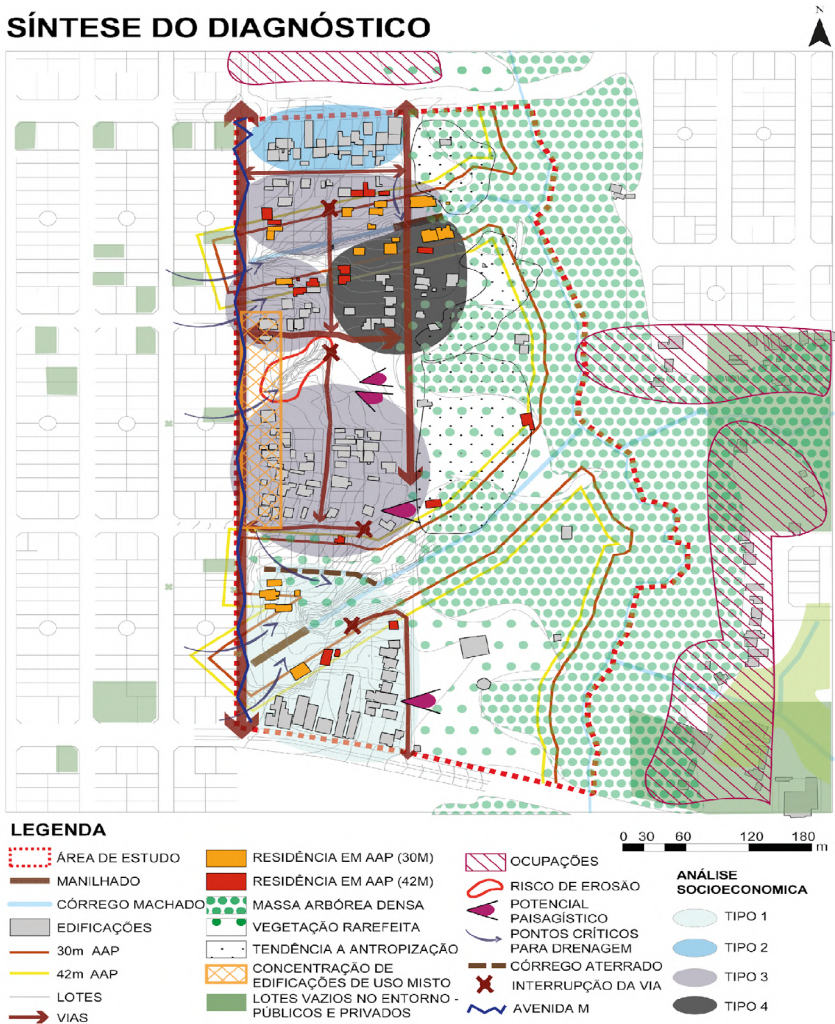 SÍNTESE DO DIAGNÓSTICO
N
LEGENDA
ÁREA DE ESTUDO
MANILHADO
CÓRREGO MACHADO
EDIFICAÇÕES
30m AAP
42m AAP
LOTES
VIAS
RESIDÊNCIA EM AAP (30M)
RESIDÊNCIA EM AAP (42M)
MASSA ARBÓREA DENSA
VEGETAÇÃO RAREFEITA
TENDÊNCIA A ANTROPIZAÇÃO
CONCENTRAÇÃO DE
EDIFICAÇÕES DE USO MISTO
LOTES VAZIOS NO ENTORNO -
PÚBLICOS E PRIVADOS
OCUPAÇÕES
RISCO DE EROSÃO
POTENCIAL
PAISAGÍSTICO
PONTOS CRÍTICOS
PARA DRENAGEM
CÓRREGO ATERRADO
INTERRUPÇÃO DA VIA
AVENIDA M
0 30 60 120 180
m
ANÁLISE
SOCIOECONOMICA
TIPO 1
TIPO 2
TIPO 3
TIPO 4